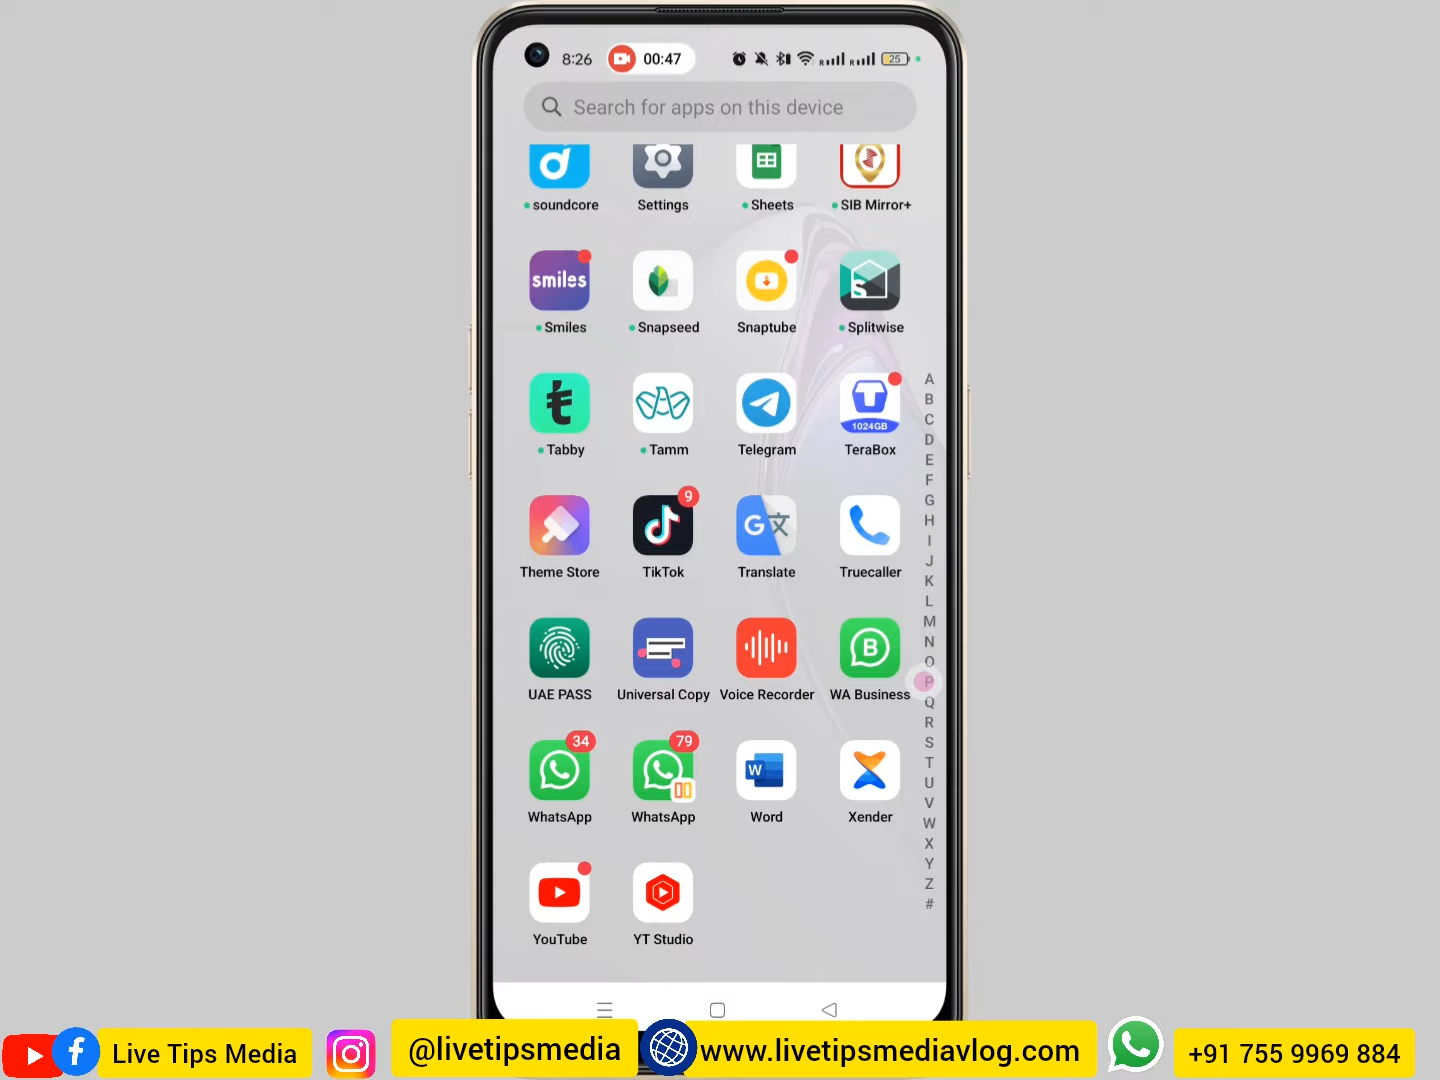 8:26
00:47
25
Search for apps on this device
soundcore
Settings
Sheets
SIB Mirror+
smiles
Smiles
Snapseed
Snaptube
S
Splitwise
Tabby
Tamm
Telegram
1024GB
TeraBox
Theme Store
9
TikTok
G文
Translate
Truecaller
UAE PASS
Universal Copy
Voice Recorder
B
WA Business
34
WhatsApp
79
WhatsApp
W
Word
Xender
YouTube
YT Studio
A
B
C
D
E
F
G
H
I
J
K
L
M
N
O
P
Q
R
S
T
U
V
W
X
Y
Z
#
Live Tips Media
@livetipsmedia
www.livetipsmediavlog.com
+91 755 9969 884